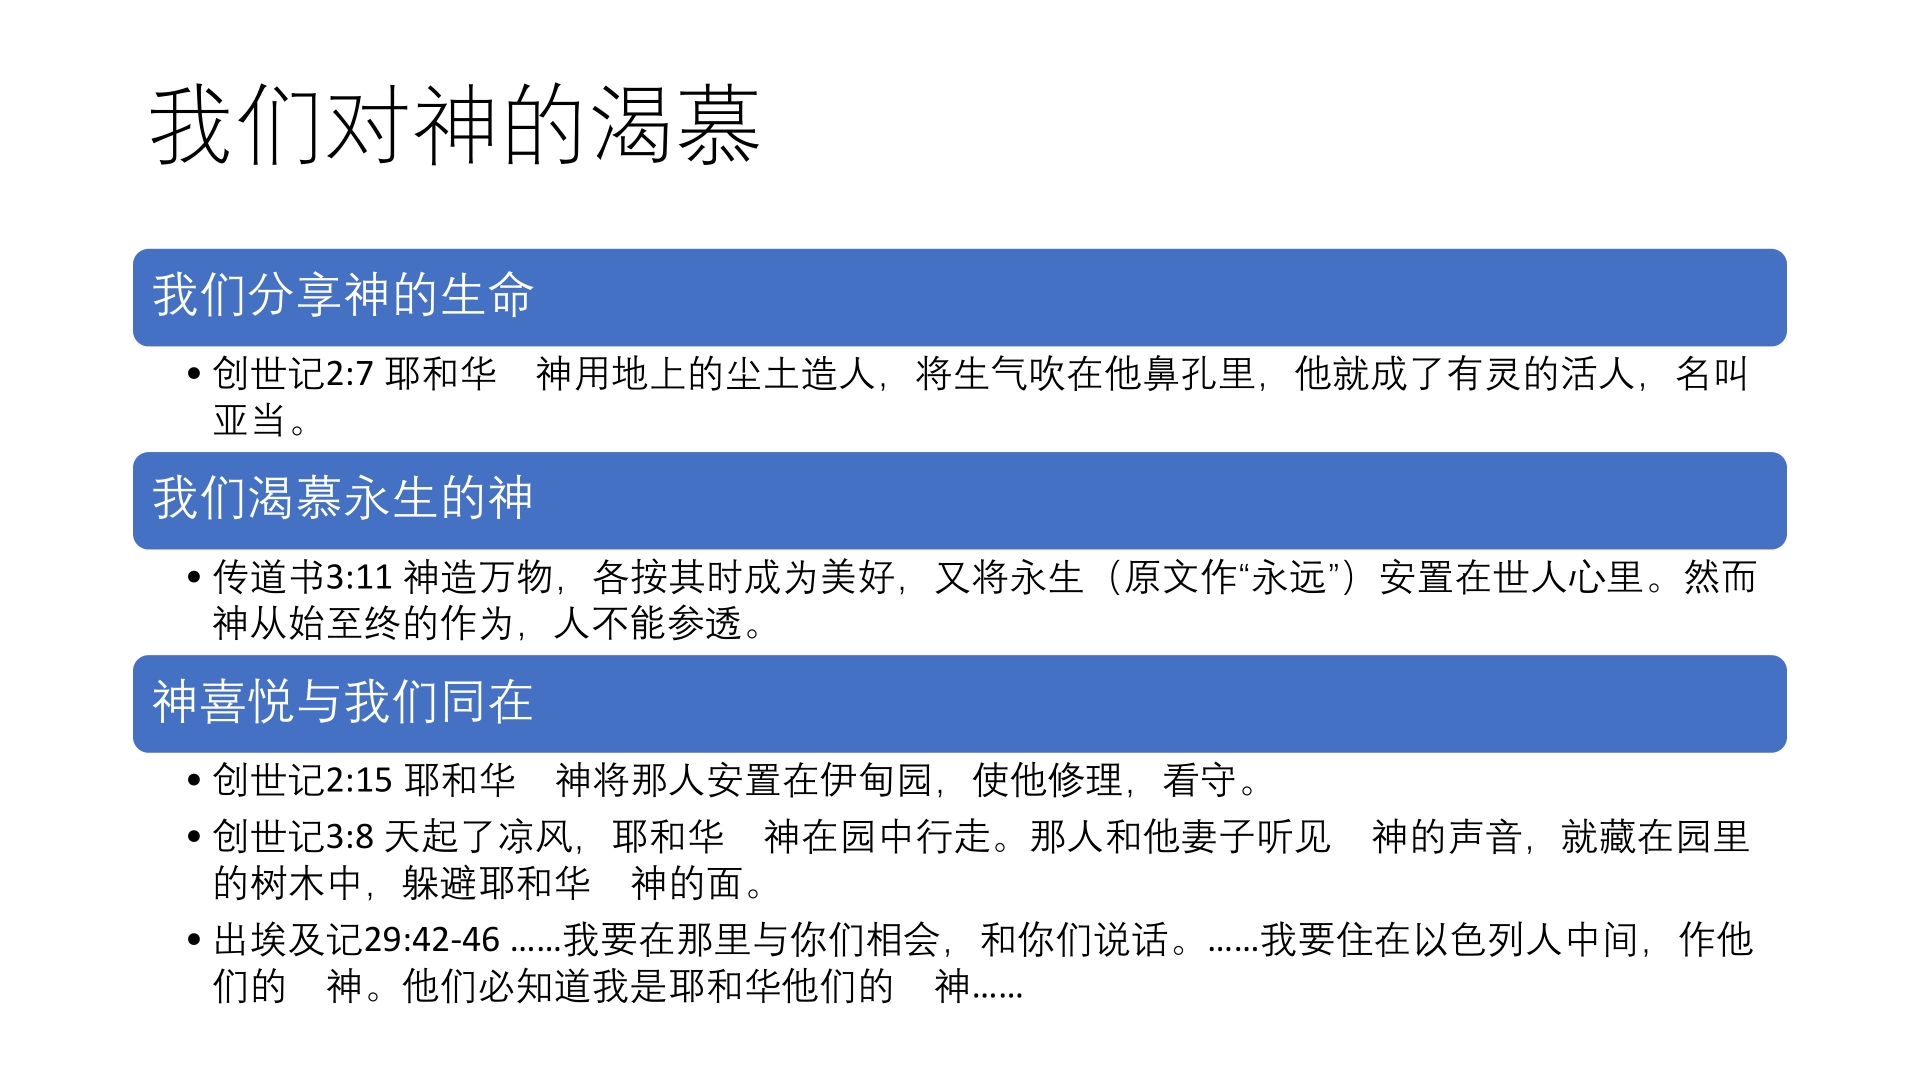 我们对神的渴慕
我们分享神的生命
• 创世记2:7 耶和华　神用地上的尘土造人，将生气吹在他鼻孔里，他就成了有灵的活人，名叫
亚当。
我们渴慕永生的神
• 传道书3:11 神造万物，各按其时成为美好，又将永生（原文作“永远”）安置在世人心里。然而
神从始至终的作为，人不能参透。
神喜悦与我们同在
• 创世记2:15 耶和华　神将那人安置在伊甸园，使他修理，看守。
• 创世记3:8 天起了凉风，耶和华　神在园中行走。那人和他妻子听见　神的声音，就藏在园里
的树木中，躲避耶和华　神的面。
• 出埃及记29:42-46 ……我要在那里与你们相会，和你们说话。……我要住在以色列人中间，作他
们的　神。他们必知道我是耶和华他们的　神……